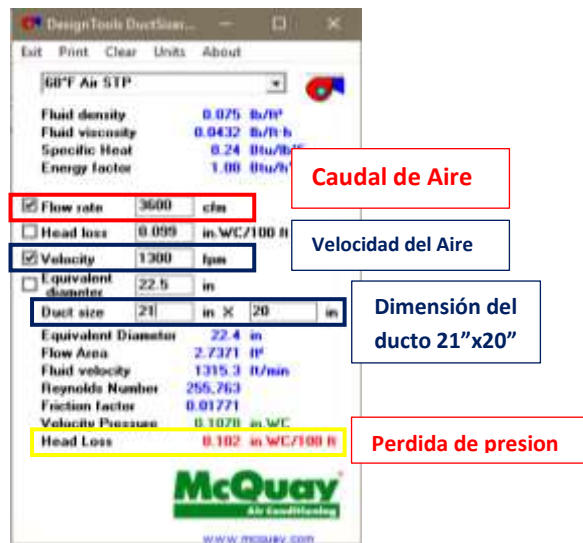 DesignTools DuctSizer...
Exit Print Clear Units About
68°F Air STP
Fluid density 0.075 lb/ft³
Fluid viscosity 0.0432 lb/ft·h
Specific Heat 0.24
Energy factor 1.08
Caudal de Aire
Flow rate 3600 cfm
Head loss 0.099 in.WC/100 ft
Velocidad del Aire
Velocity 1300 fpm
Equivalent diameter 22.5 in
Dimensión del
ducto 21”x20”
Duct size 21 in X 20 in
Equivalent Diameter 22.4 in
Flow Area 2.7371 ft²
Fluid velocity 1315.3 ft/min
Reynolds Number 255,763
Friction factor 0.01771
Velocity Pressure 0.1078 in.WC
Head Loss 0.102 in WC/100 ft
Perdida de presion
McQuay
Air Conditioning
www.mcquay.com